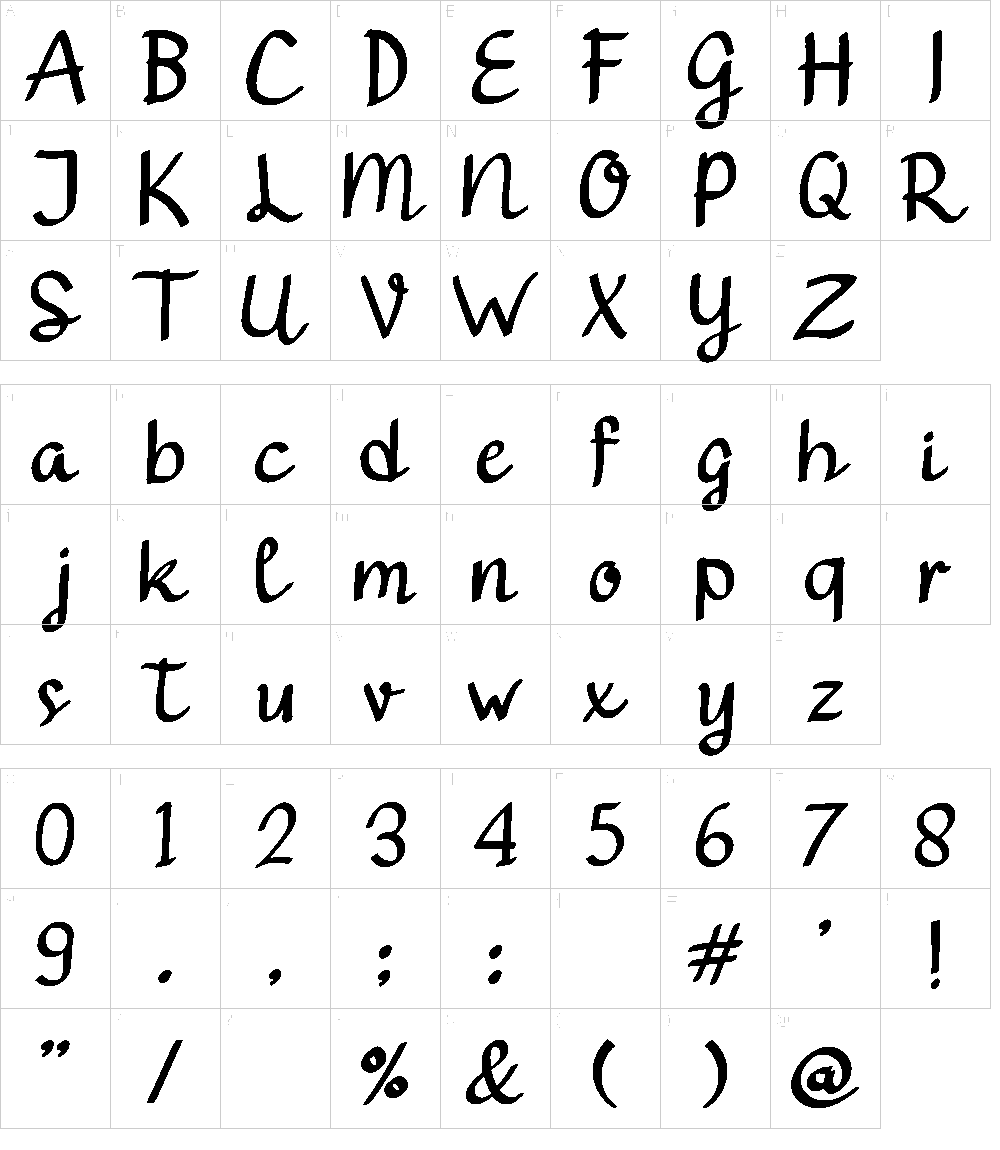 A B C D E F G H I
J K L M N O P Q R
S T U V W X Y Z
a b c d e f g h i
j k l m n o p q r
s t u v w x y z
0 1 2 3 4 5 6 7 8
9 . , ; : # ’ !
” / % & ( ) @